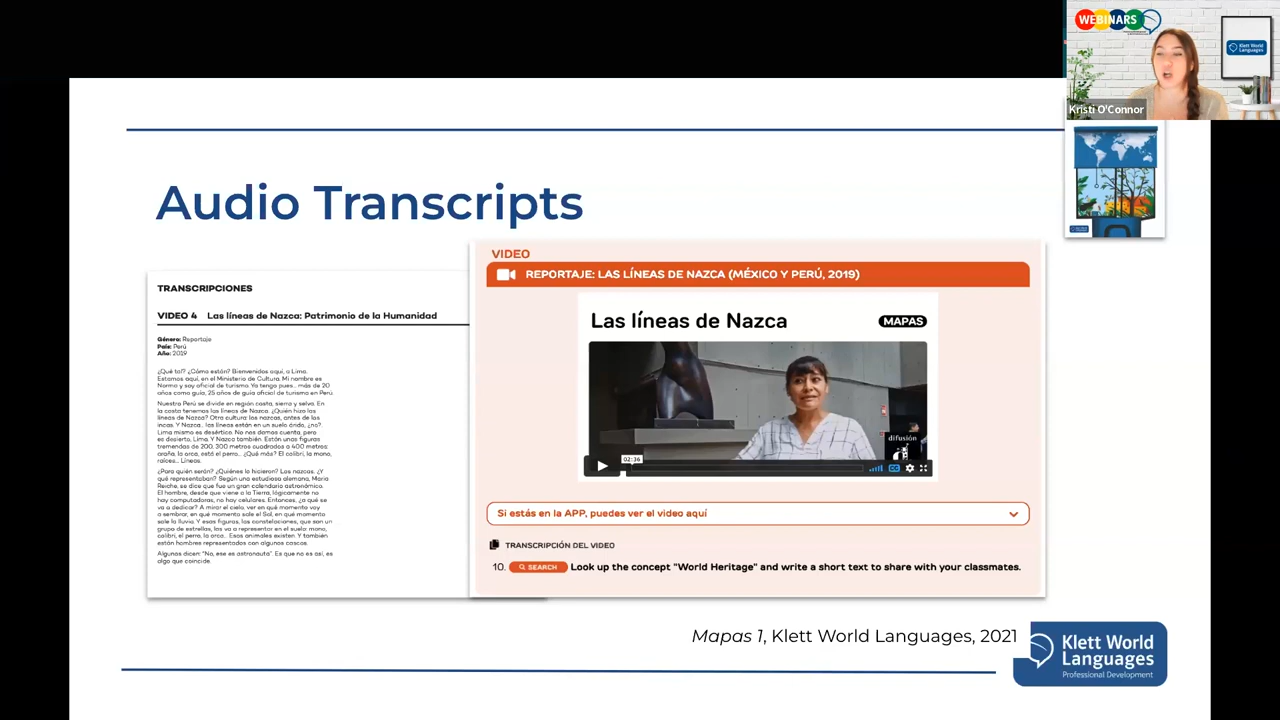 WEBINARS
Klett World
Languages
Kristi O'Connor
Audio Transcripts
TRANSCRIPCIONES
VIDEO 4 Las líneas de Nazca: Patrimonio de la Humanidad
Género: Reportaje
País: Perú
Año: 2019
¿Qué tal? ¿Cómo están? Bienvenidos aquí, a Lima.
Estamos aquí, en el Ministerio de Cultura. Mi nombre es
Norma y soy oficial de turismo. Yo tengo pues... más de 20
años como guía, 25 años de guía oficial de turismo en Perú.
Nuestro Perú se divide en región costa, sierra y selva. En
la costa tenemos las líneas de Nazca. ¿Quién hizo las
líneas de Nazca? Otra cultura: los nazcas, antes de los
incas. Y Nazca... las líneas están en un suelo árido, ¿no?
Lima mismo es desértico. No nos damos cuenta, pero
es desierto, Lima. Y Nazca también. Están unas figuras
tremendas de 200, 300 metros cuadrados o 400 metros:
araña, la orca, está el perro... ¿Qué más? El colibrí, la mano,
raíces... Líneas.
¿Para quién serán? ¿Quiénes lo hicieron? Los nazcas. ¿Y
qué representaban? Según una estudiosa alemana, María
Reiche, se dice que fue un gran calendario astronómico.
El hombre, desde que viene a la Tierra, lógicamente no
hay computadoras, no hay celulares. Entonces, ¿a qué se
va a dedicar? A mirar el cielo: ver en qué momento voy
a sembrar, en qué momento sale el Sol, en qué momento
sale la lluvia. Y esas figuras, las constelaciones, que son un
grupo de estrellas, las va a representar en el suelo: mono,
colibrí, el perro, la orca... Esos animales existen. Y también
están hombres representados con algunos cascos.
Algunos dicen: "No, ese es astronauta". Es que no es así, es
algo que coincide.
VIDEO
REPORTAJE: LAS LÍNEAS DE NAZCA (MÉXICO Y PERÚ, 2019)
Las líneas de Nazca
MAPAS
difusión
02:36
CC
Si estás en la APP, puedes ver el video aquí
TRANSCRIPCIÓN DEL VIDEO
10. SEARCH Look up the concept "World Heritage" and write a short text to share with your classmates.
Mapas 1, Klett World Languages, 2021
Klett World
Languages
Professional Development